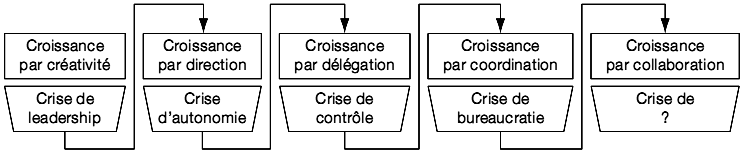 Croissance
par créativité
Croissance
par direction
Croissance
par délégation
Croissance
par coordination
Croissance
par collaboration
Crise de
leadership
Crise
d'autonomie
Crise de
contrôle
Crise de
bureaucratie
Crise de
?